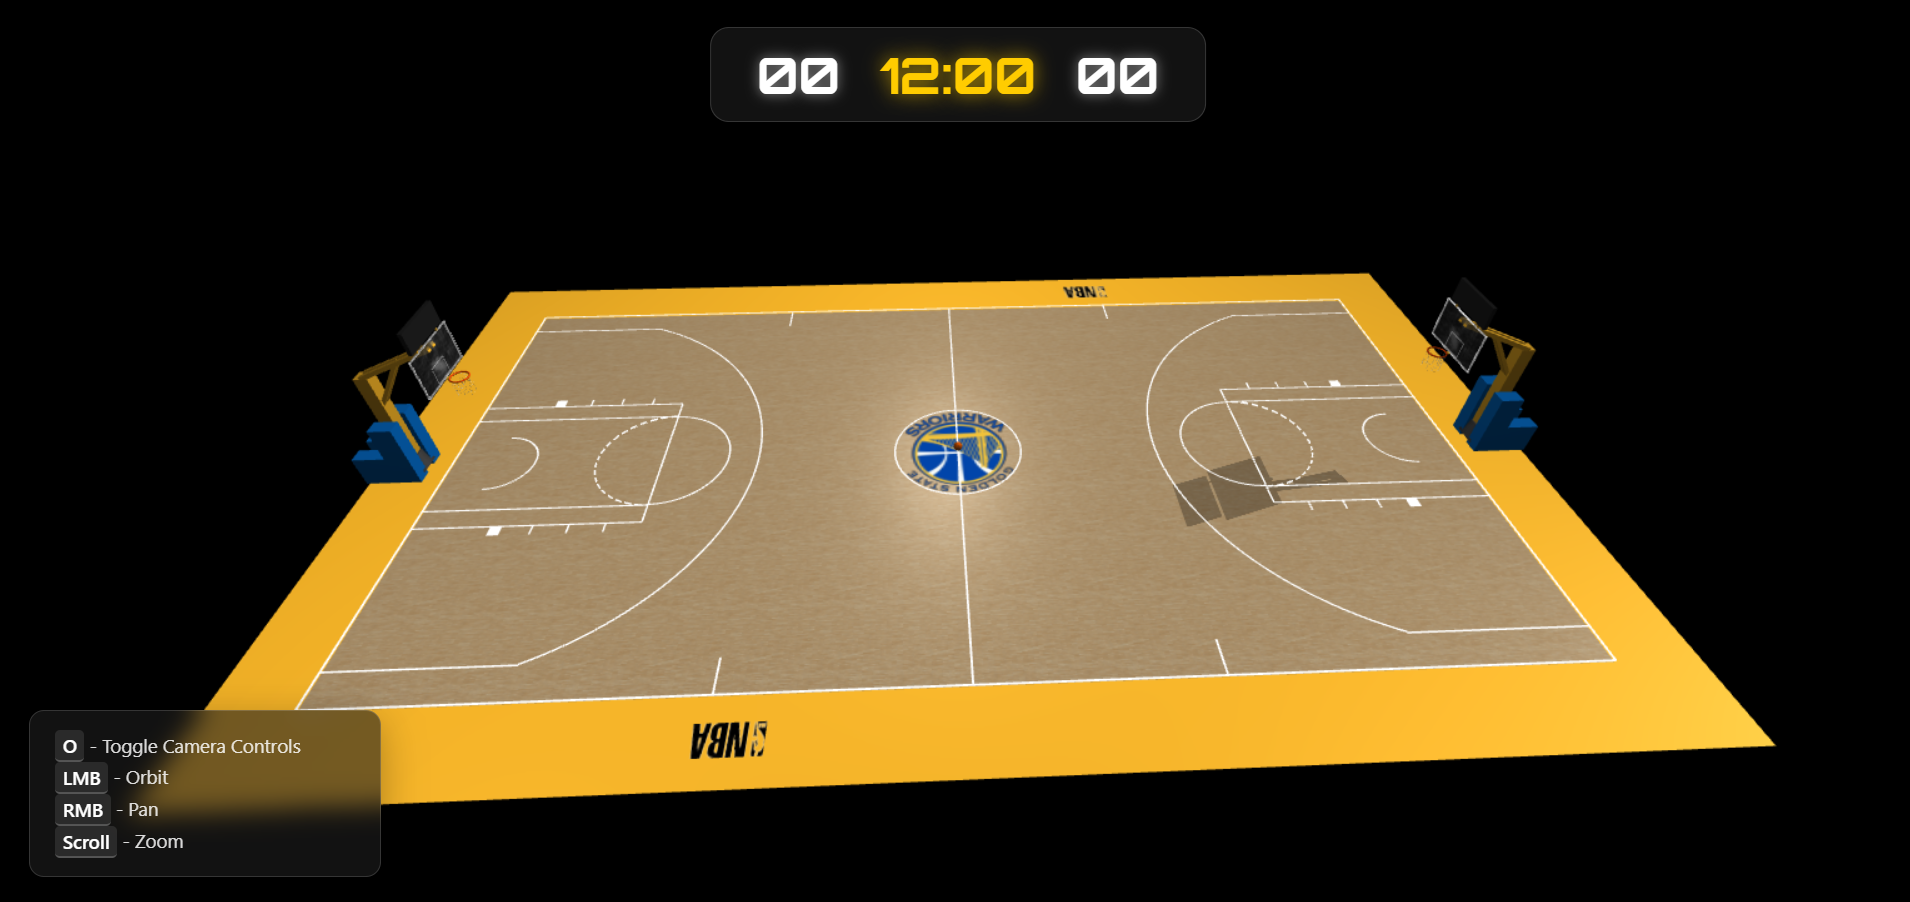 00 12:00 00
NBA
WARRIORS
GOLDEN STATE
NBA
O - Toggle Camera Controls
LMB - Orbit
RMB - Pan
Scroll - Zoom